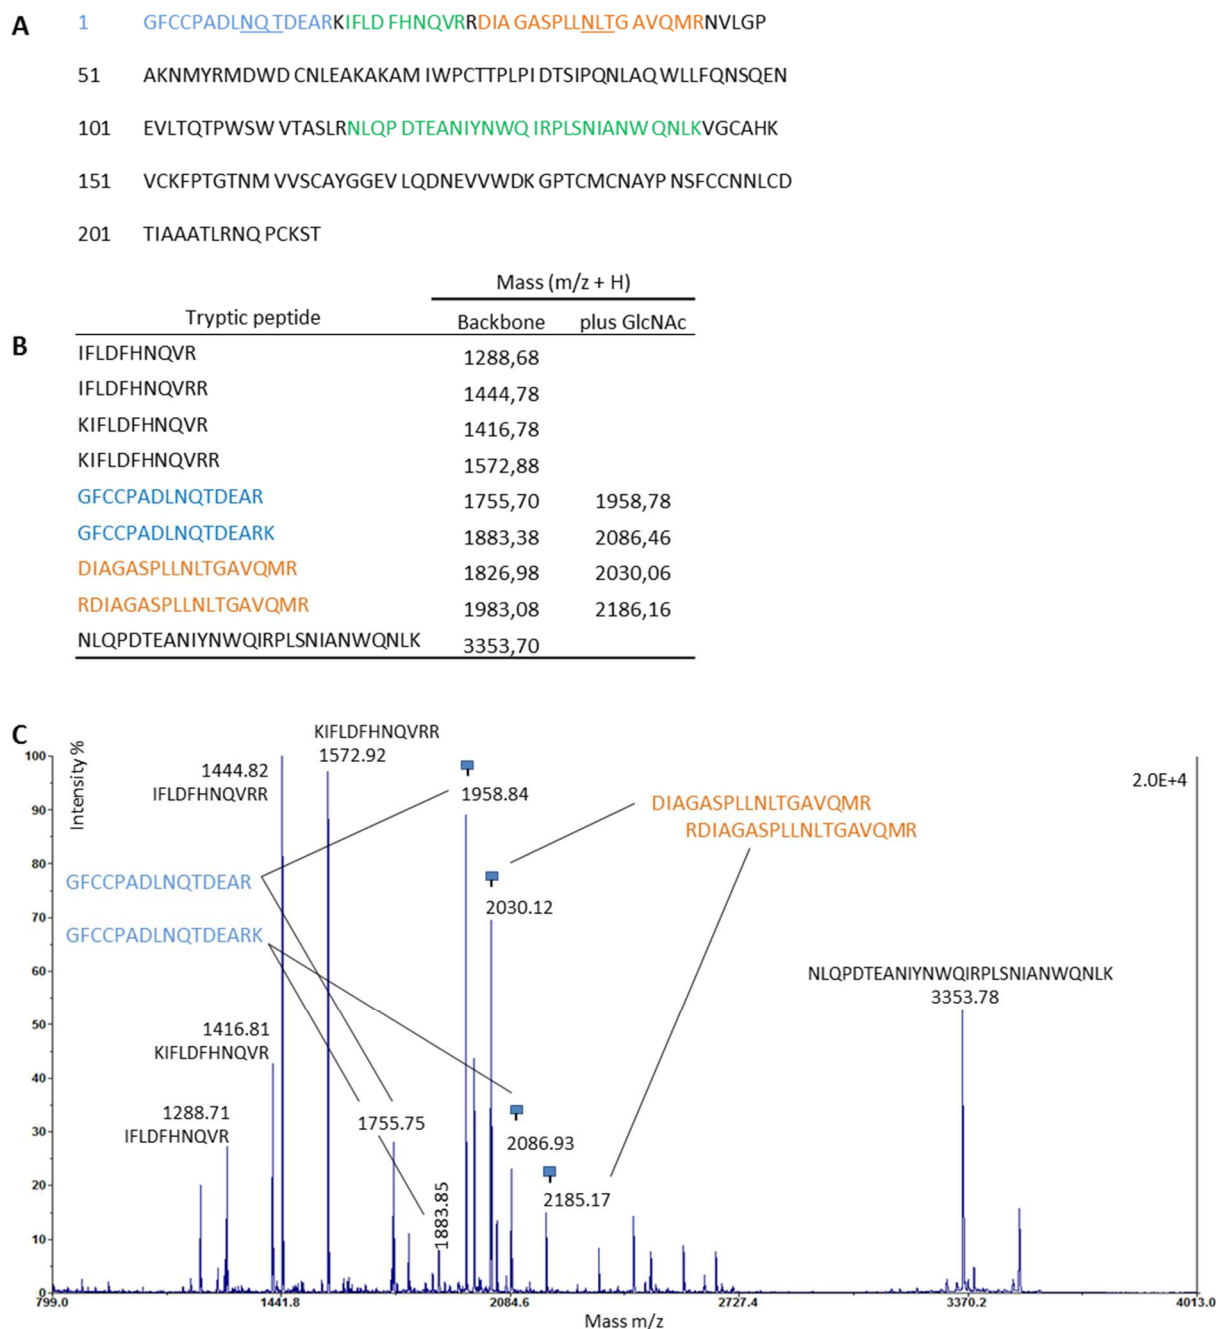 A
1 GFCCPADLNQTDEARKIFLD FHNQVRRDIA GASPLLNLTG AVQMRNVLGP
51 AKNMYRMDWD CNLEAKAKAM IWPCTTPLPI DTSIPQNLAQ WLLFQNSQEN
101 EVLTQTPWSW VTASLRNLQP DTEANIYNWQ IRPLSNIANW QNLKVGCAHK
151 VCKFPTGTNM VVSCAYGGEV LQDNEVVWDK GPTCMCNAYP NSFCCNNLCD
201 TIAAATLRNQ PCKST
Mass (m/z + H)
Tryptic peptide Backbone plus GlcNAc
B
IFLDFHNQVR 1288,68
IFLDFHNQVRR 1444,78
KIFLDFHNQVR 1416,78
KIFLDFHNQVRR 1572,88
GFCCPADLNQTDEAR 1755,70 1958,78
GFCCPADLNQTDEARK 1883,38 2086,46
DIAGASPLLNLTGAVQMR 1826,98 2030,06
RDIAGASPLLNLTGAVQMR 1983,08 2186,16
NLQPDTEANIYNWQIRPLSNIANWQNLK 3353,70
C
KIFLDFHNQVRR
1572.92
1444.82
IFLDFHNQVRR
1958.84
DIAGASPLLNLTGAVQMR
RDIAGASPLLNLTGAVQMR
2.0E+4
GFCCPADLNQTDEAR
2030.12
GFCCPADLNQTDEARK
NLQPDTEANIYNWQIRPLSNIANWQNLK
3353.78
1416.81
KIFLDFHNQVR
1288.71
IFLDFHNQVR
1755.75
2086.93
2185.17
1883.85
Intensity %
100
90
80
70
60
50
40
30
20
10
0
799.0 1441.8 2084.6 2727.4 3370.2 4013.0
Mass m/z